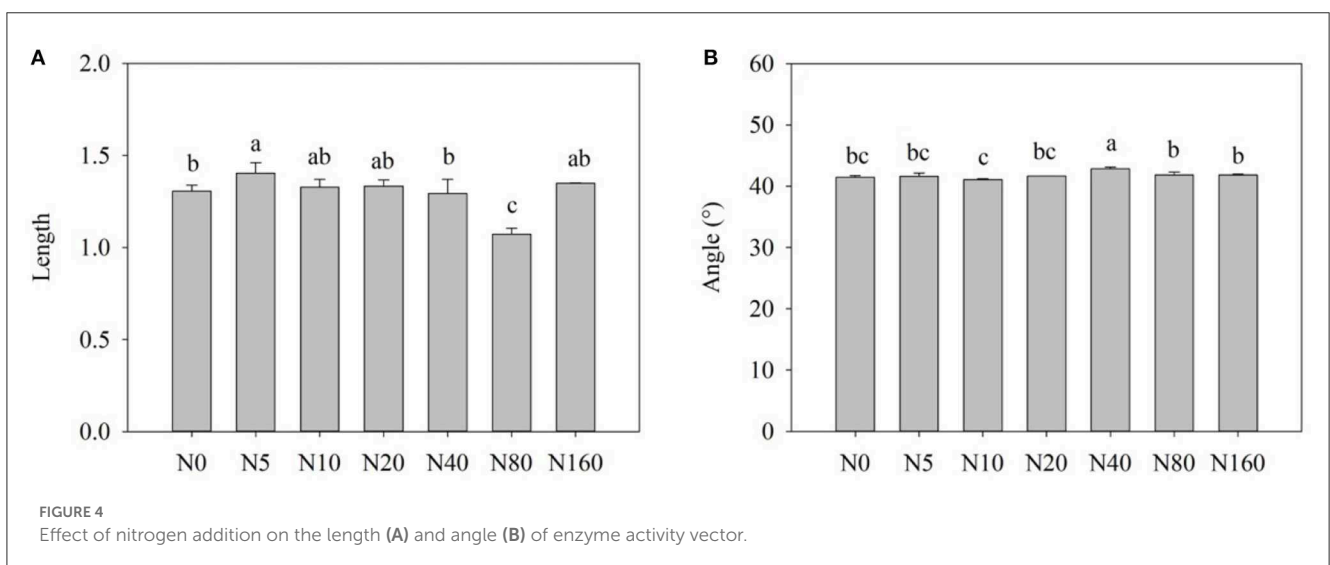 A
2.0
1.5
1.0
0.5
0.0
Length
b
a
ab
ab
b
c
ab
N0 N5 N10 N20 N40 N80 N160
B
60
50
40
30
20
10
0
Angle (°)
bc
bc
c
bc
a
b
b
N0 N5 N10 N20 N40 N80 N160
FIGURE 4
Effect of nitrogen addition on the length (A) and angle (B) of enzyme activity vector.